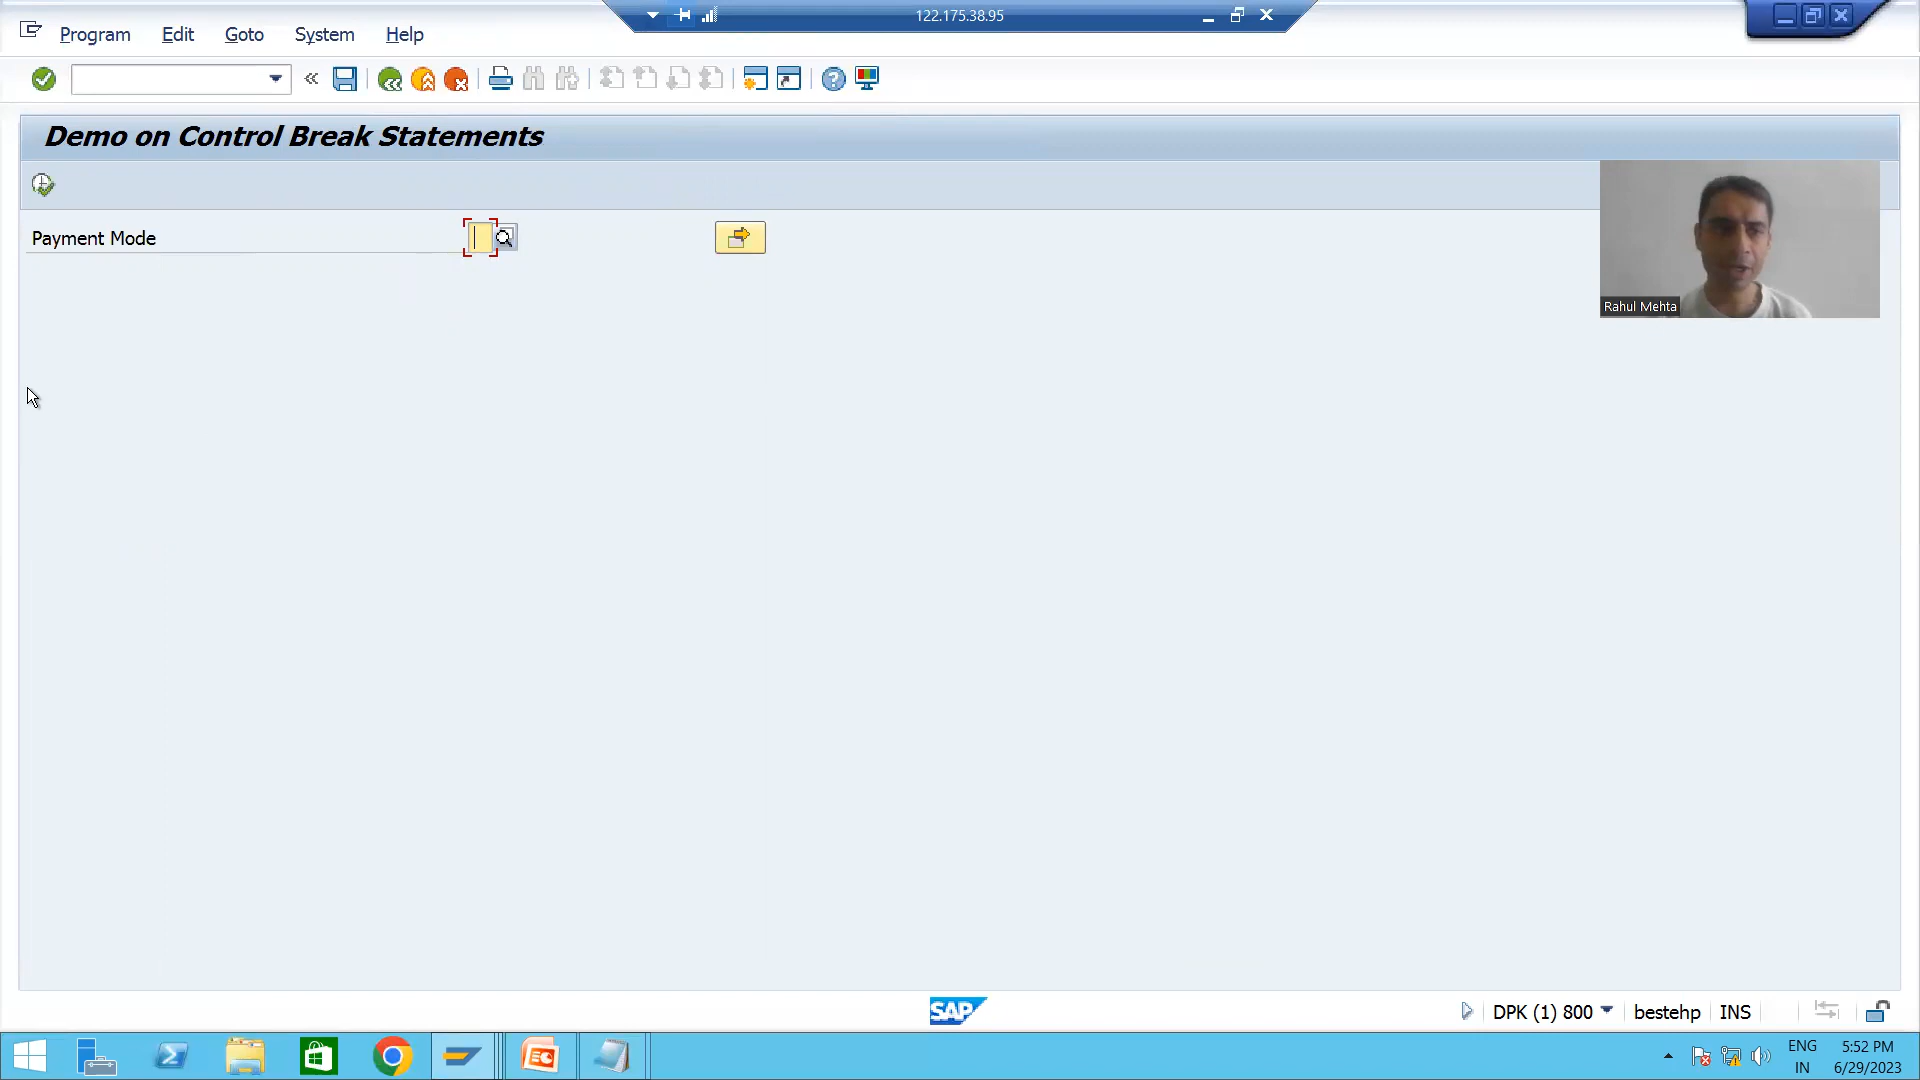 122.175.38.95
Program Edit Goto System Help
Demo on Control Break Statements
Payment Mode
Rahul Mehta
SAP
DPK (1) 800 bestehp INS
ENG 5:52 PM
IN 6/29/2023